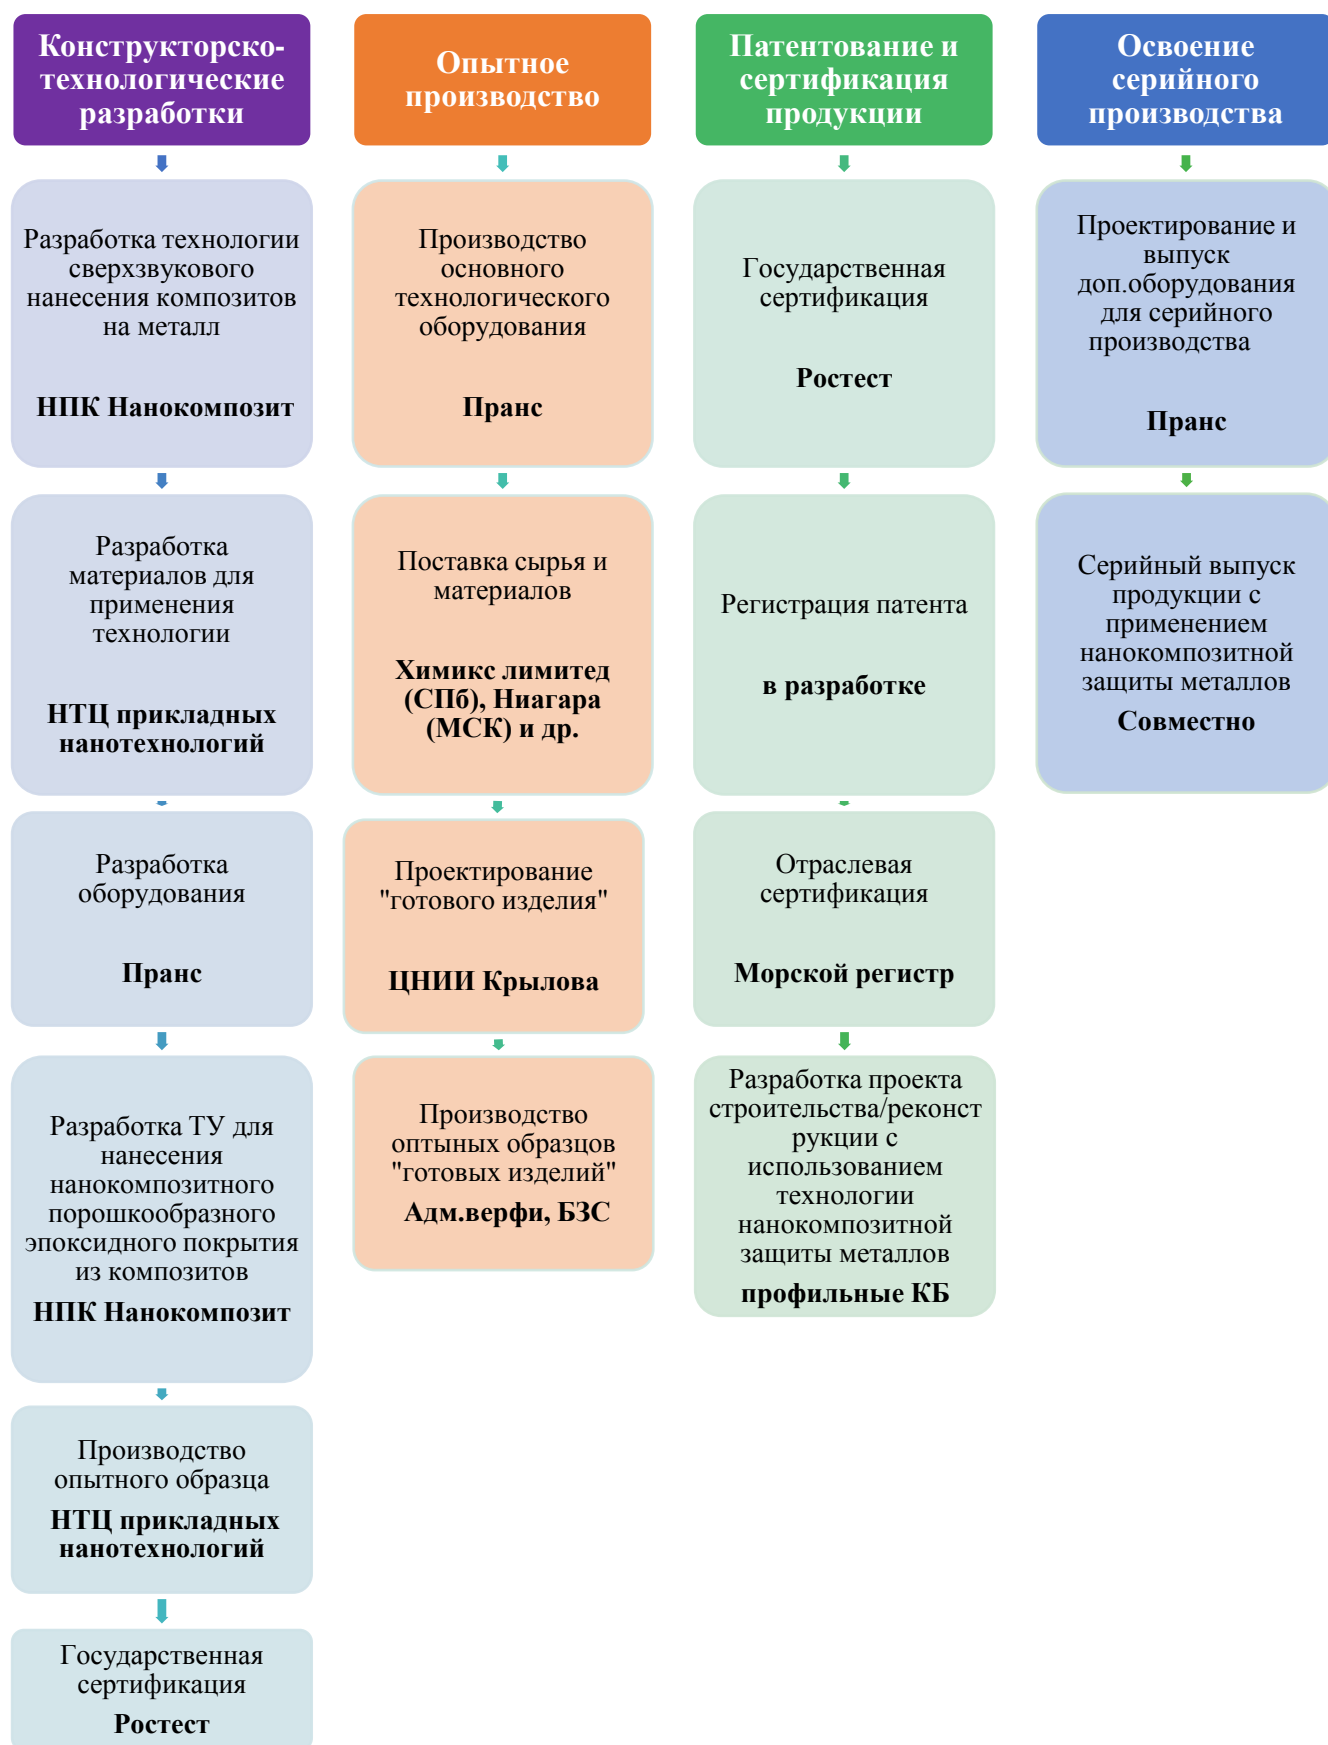 Конструкторско-
технологические
разработки
Разработка технологии
сверхзвукового
нанесения композитов
на металл
НПК Нанокомпозит
Разработка
материалов для
применения
технологии
НТЦ прикладных
нанотехнологий
Разработка
оборудования
Пранс
Разработка ТУ для
нанесения
нанокомпозитного
порошкообразного
эпоксидного покрытия
из композитов
НПК Нанокомпозит
Производство
опытного образца
НТЦ прикладных
нанотехнологий
Государственная
сертификация
Ростест
Опытное
производство
Производство
основного
технологического
оборудования
Пранс
Поставка сырья и
материалов
Химикс лимитед
(СПб), Ниагара
(МСК) и др.
Проектирование
"готового изделия"
ЦНИИ Крылова
Производство
оптыных образцов
"готовых изделий"
Адм.верфи, БЗС
Патентование и
сертификация
продукции
Государственная
сертификация
Ростест
Регистрация патента
в разработке
Отраслевая
сертификация
Морской регистр
Разработка проекта
строительства/реконст
рукции с
использованием
технологии
нанокомпозитной
защиты металлов
профильные КБ
Освоение
серийного
производства
Проектирование и
выпуск
доп.оборудования
для серийного
производства
Пранс
Серийный выпуск
продукции с
применением
нанокомпозитной
защиты металлов
Совместно